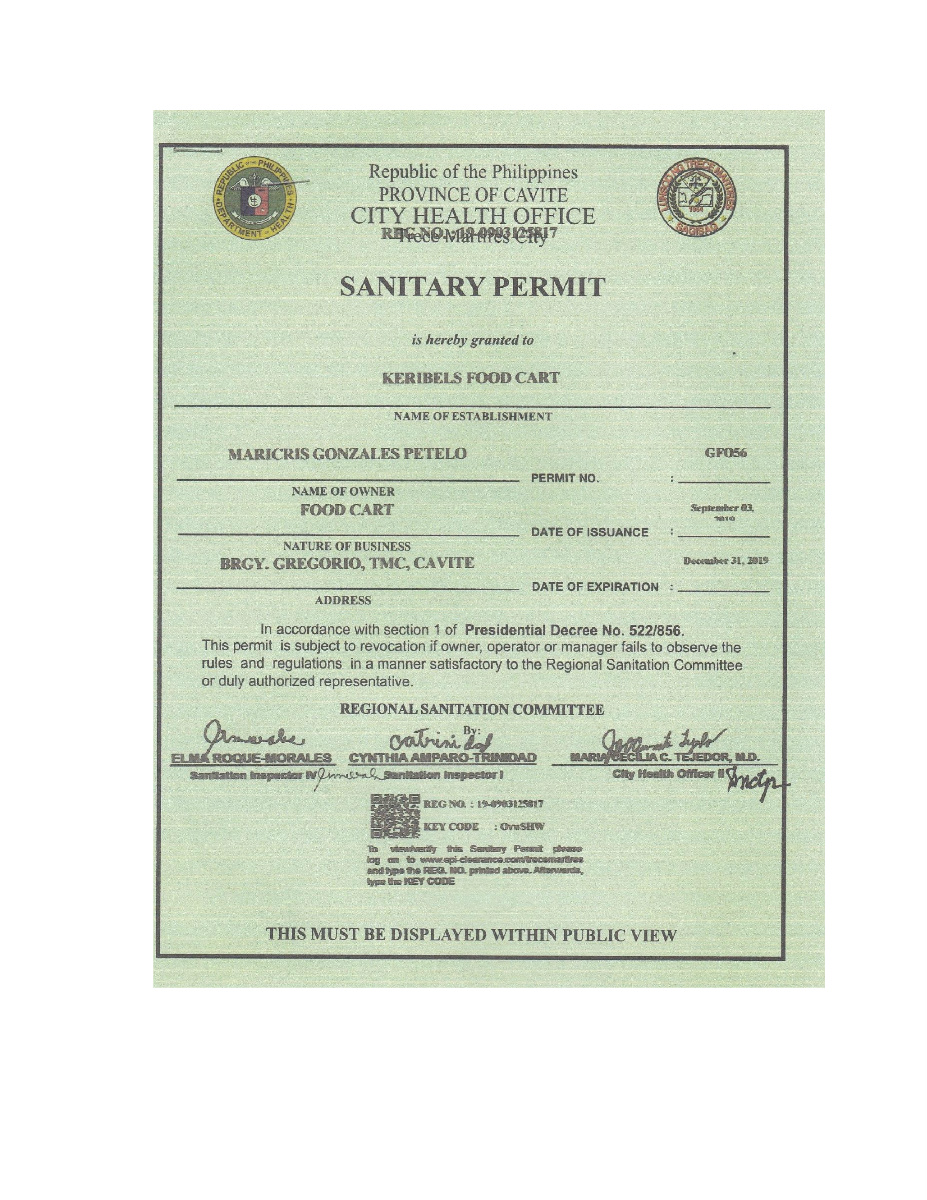 REPUBLIC OF THE PHILIPPINES
DEPARTMENT OF HEALTH
Republic of the Philippines
PROVINCE OF CAVITE
CITY HEALTH OFFICE
Trece Martires City
REG NO. : 19-0903125817
SANITARY PERMIT
is hereby granted to
KERIBELS FOOD CART
NAME OF ESTABLISHMENT
MARICRIS GONZALES PETELO
NAME OF OWNER
GFO56
PERMIT NO. :
FOOD CART
NATURE OF BUSINESS
September 03,
2019
DATE OF ISSUANCE :
BRGY. GREGORIO, TMC, CAVITE
ADDRESS
December 31, 2019
DATE OF EXPIRATION :
In accordance with section 1 of Presidential Decree No. 522/856.
This permit is subject to revocation if owner, operator or manager fails to observe the
rules and regulations in a manner satisfactory to the Regional Sanitation Committee
or duly authorized representative.
REGIONAL SANITATION COMMITTEE
By:
ELMA ROQUE-MORALES CYNTHIA AMPARO-TRINIDAD MARIA CECILIA C. TEJEDOR, M.D.
Sanitation Inspector IV Sanitation Inspector I City Health Officer II
REG NO. : 19-0903125817
KEY CODE : OvuSHW
To view/verify this Sanitary Permit please
log on to www.epi-clearance.com/trecemartires
and type the REG. NO. printed above. Afterwards,
type the KEY CODE
THIS MUST BE DISPLAYED WITHIN PUBLIC VIEW